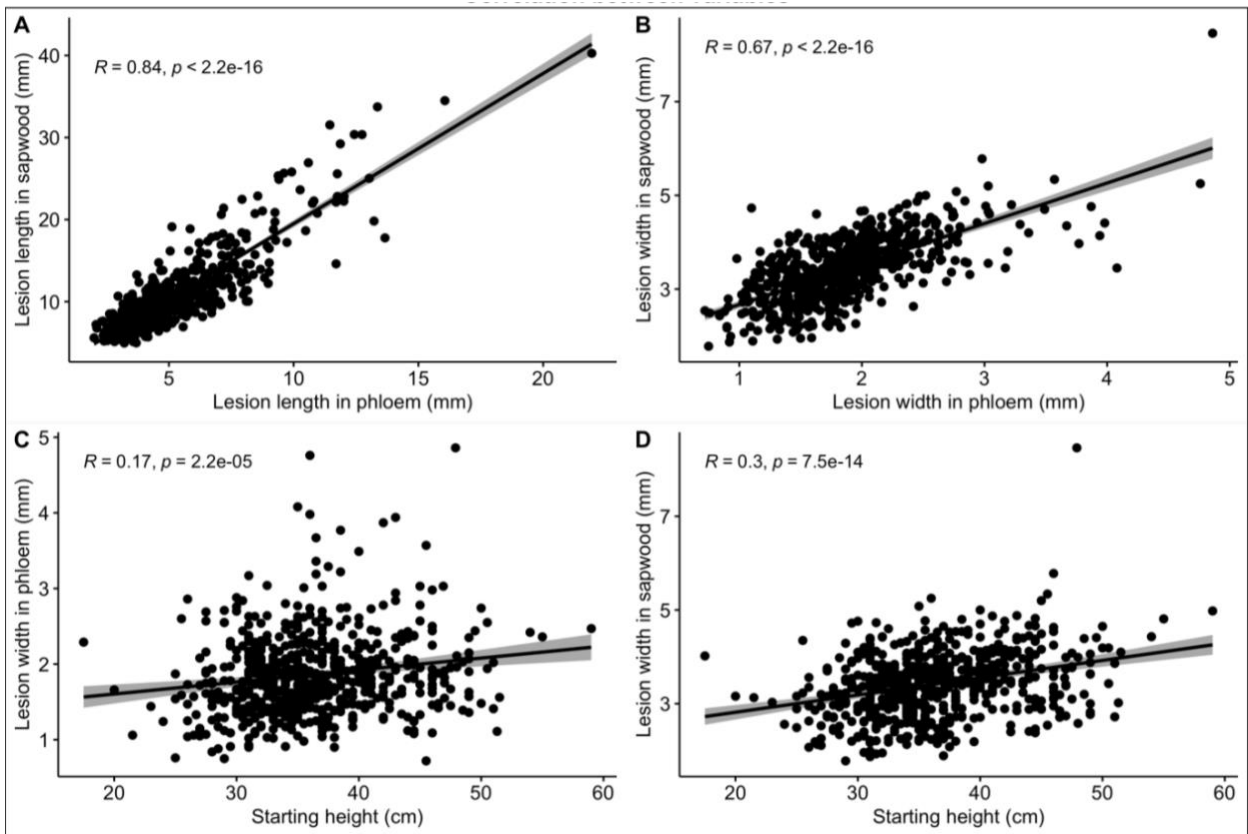 A
R = 0.84, p < 2.2e-16
Lesion length in sapwood (mm)
40
30
20
10
5
10
15
20
Lesion length in phloem (mm)
B
R = 0.67, p < 2.2e-16
Lesion width in sapwood (mm)
7
5
3
1
2
3
4
5
Lesion width in phloem (mm)
C
R = 0.17, p = 2.2e-05
Lesion width in phloem (mm)
5
4
3
2
1
20
30
40
50
60
Starting height (cm)
D
R = 0.3, p = 7.5e-14
Lesion width in sapwood (mm)
7
5
3
20
30
40
50
60
Starting height (cm)